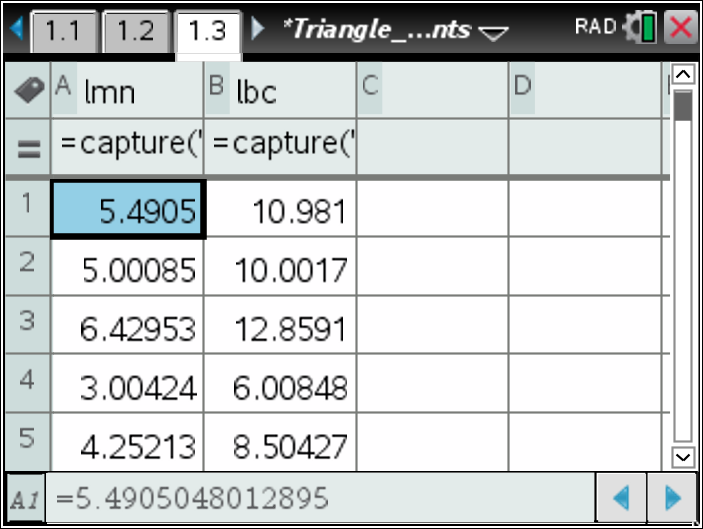 1.1 1.2 1.3 *Triangle_...nts RAD
A lmn B lbc C D
= =capture(' =capture('
1 5.4905 10.981
2 5.00085 10.0017
3 6.42953 12.8591
4 3.00424 6.00848
5 4.25213 8.50427
A1 =5.4905048012895